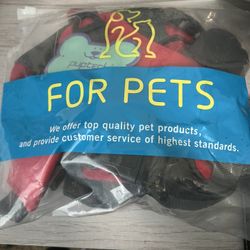 FOR PETS
We offer top quality pet products,
and provide customer service of highest standards.